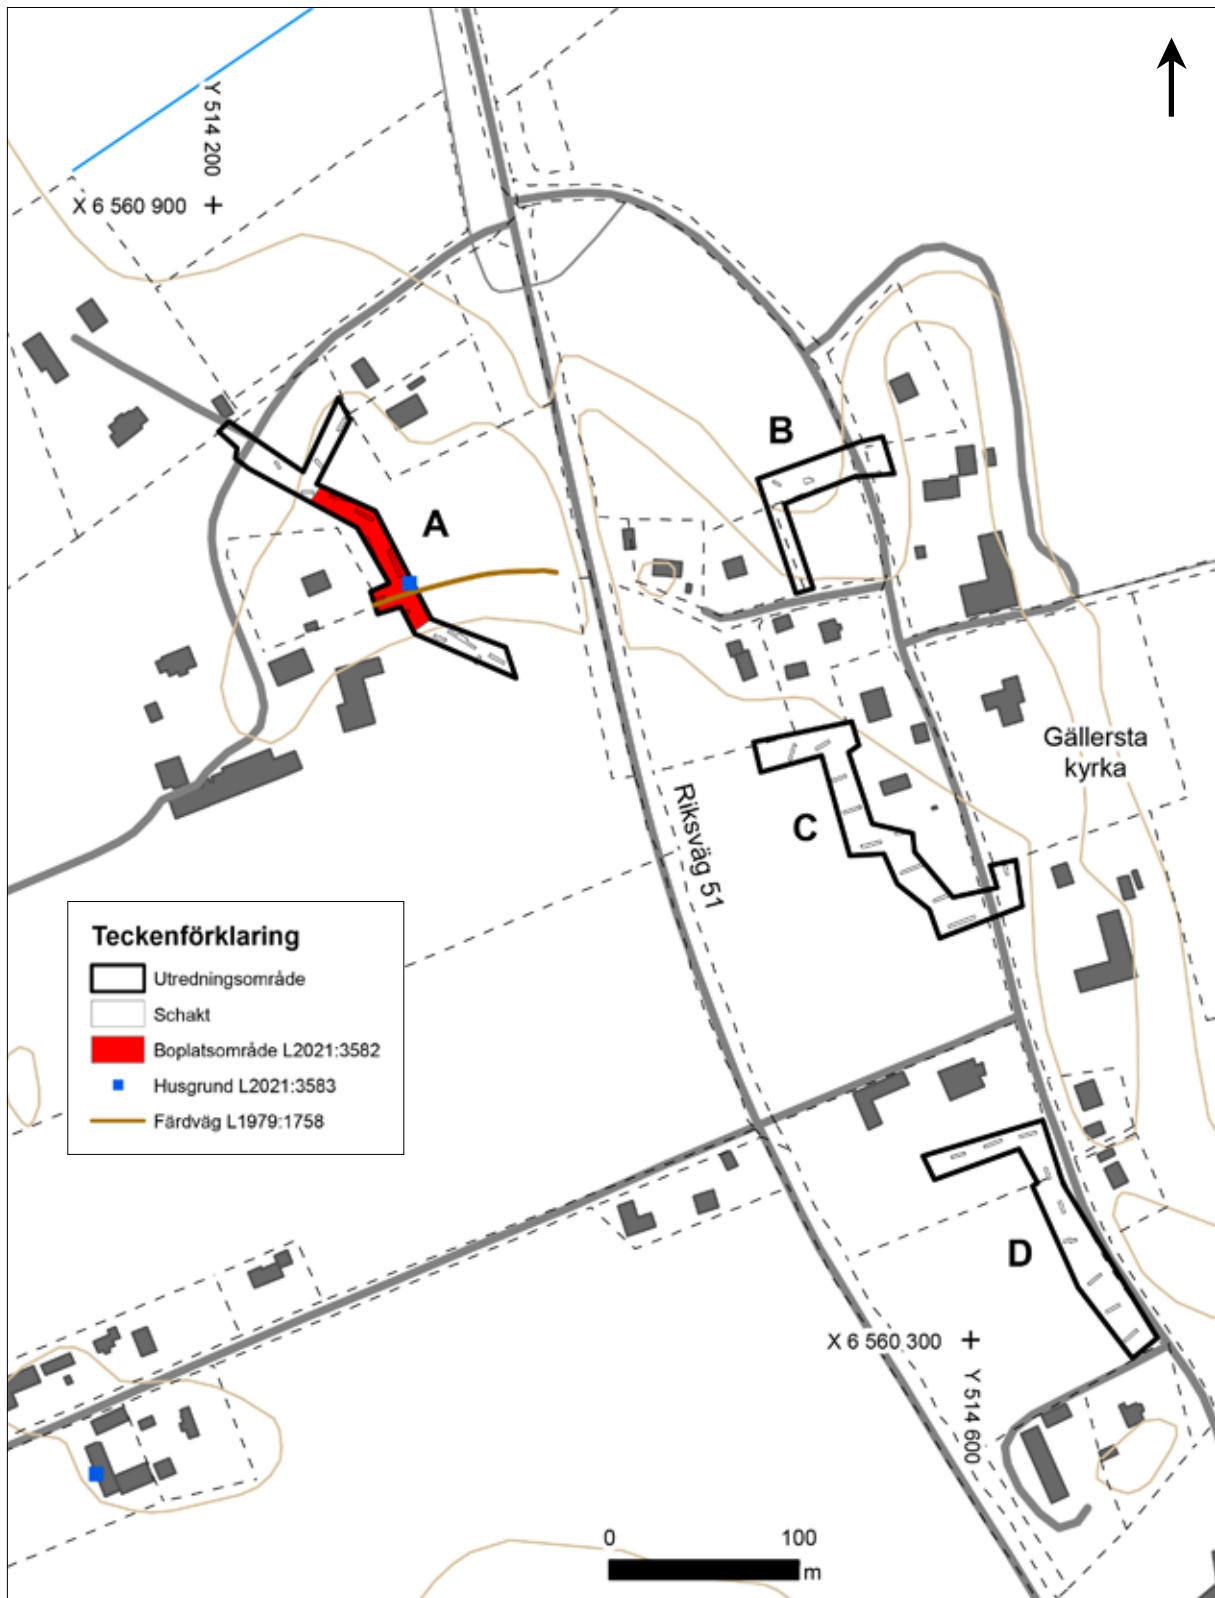 Y 514 200
X 6 560 900
B
A
Gällersta
kyrka
Riksväg 51
C
Teckenförklaring
Utredningsområde
Schakt
Boplatsområde L2021:3582
Husgrund L2021:3583
Färdväg L1979:1758
D
X 6 560 300
Y 514 600
0 100
m